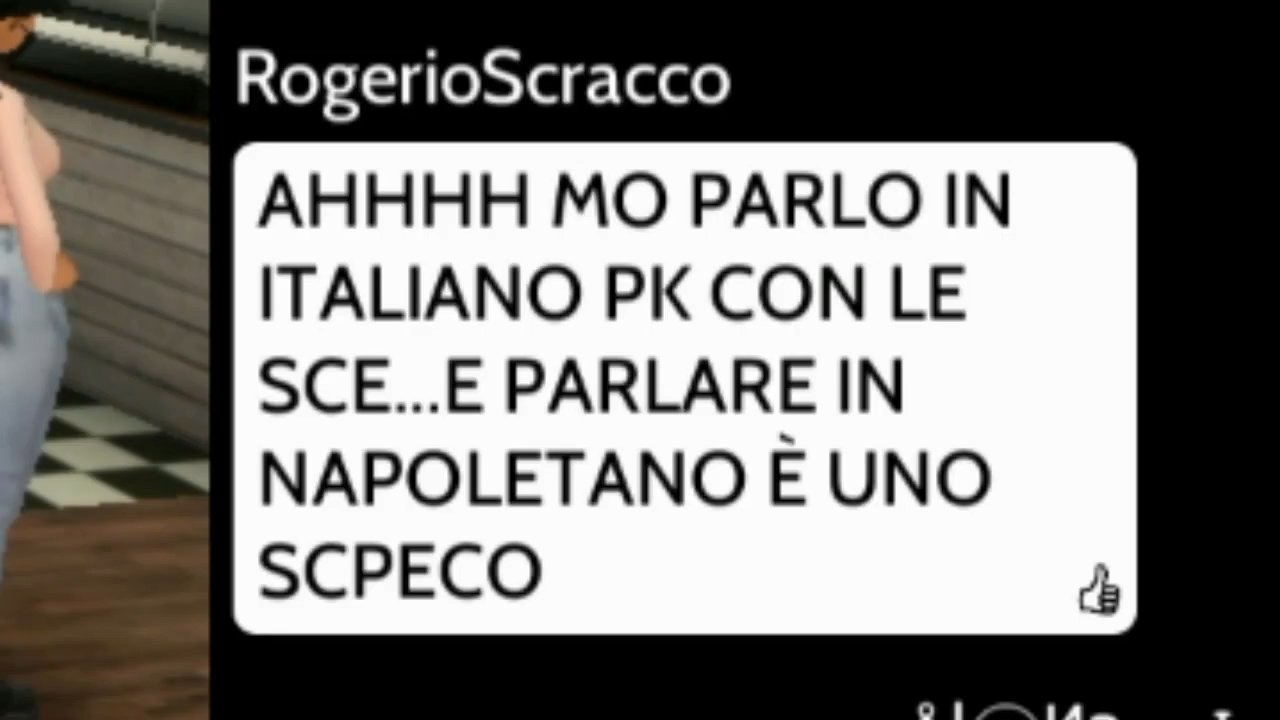 RogerioScracco
AHHHH MO PARLO IN
ITALIANO PK CON LE
SCE...E PARLARE IN
NAPOLETANO È UNO
SCPECO